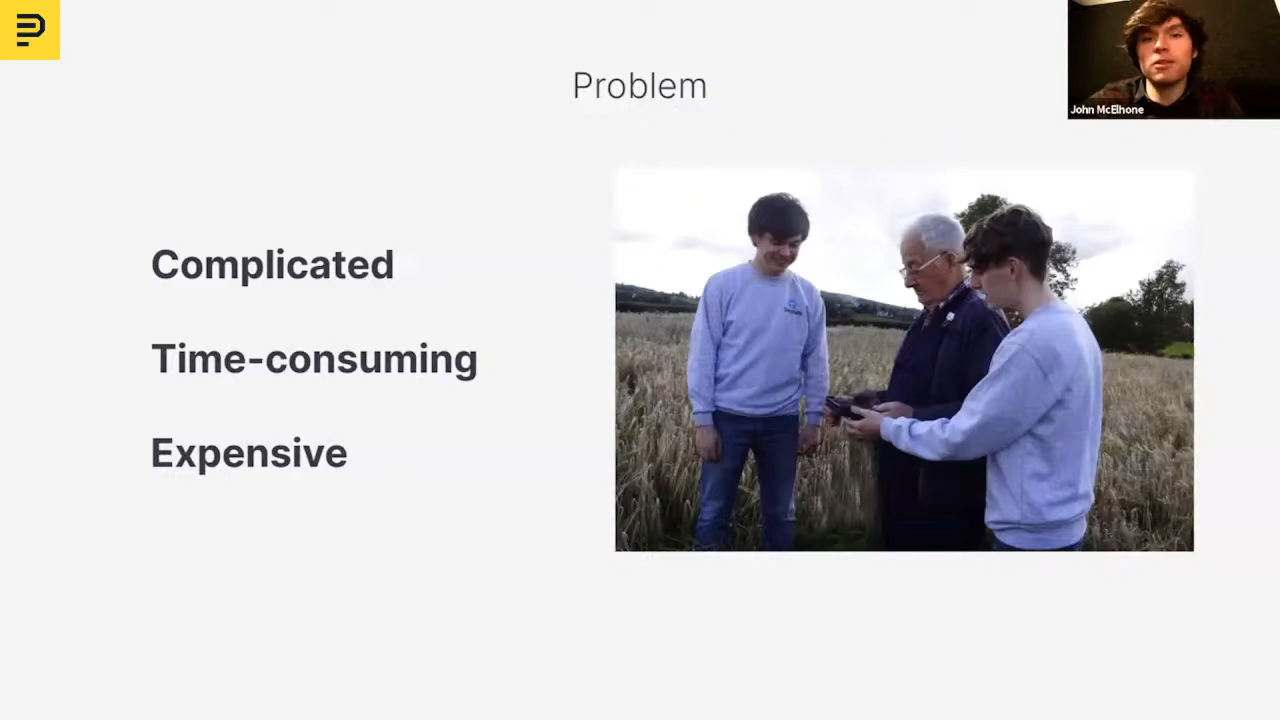 Problem
John McElhone
Complicated
Time-consuming
Expensive